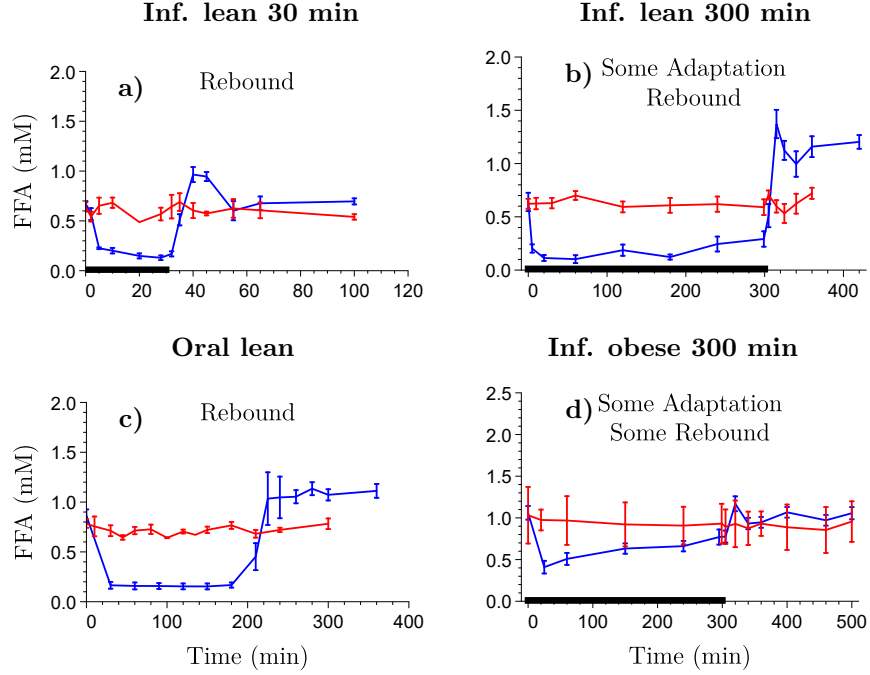 Inf. lean 30 min
a) Rebound
FFA (mM)
2.0
1.5
1.0
0.5
0.0
0 20 40 60 80 100 120
Inf. lean 300 min
b) Some Adaptation
Rebound
2.0
1.5
1.0
0.5
0.0
0 100 200 300 400
Oral lean
c) Rebound
FFA (mM)
2.0
1.5
1.0
0.5
0.0
0 100 200 300 400
Time (min)
Inf. obese 300 min
d) Some Adaptation
Some Rebound
2.5
2.0
1.5
1.0
0.5
0.0
0 100 200 300 400 500
Time (min)